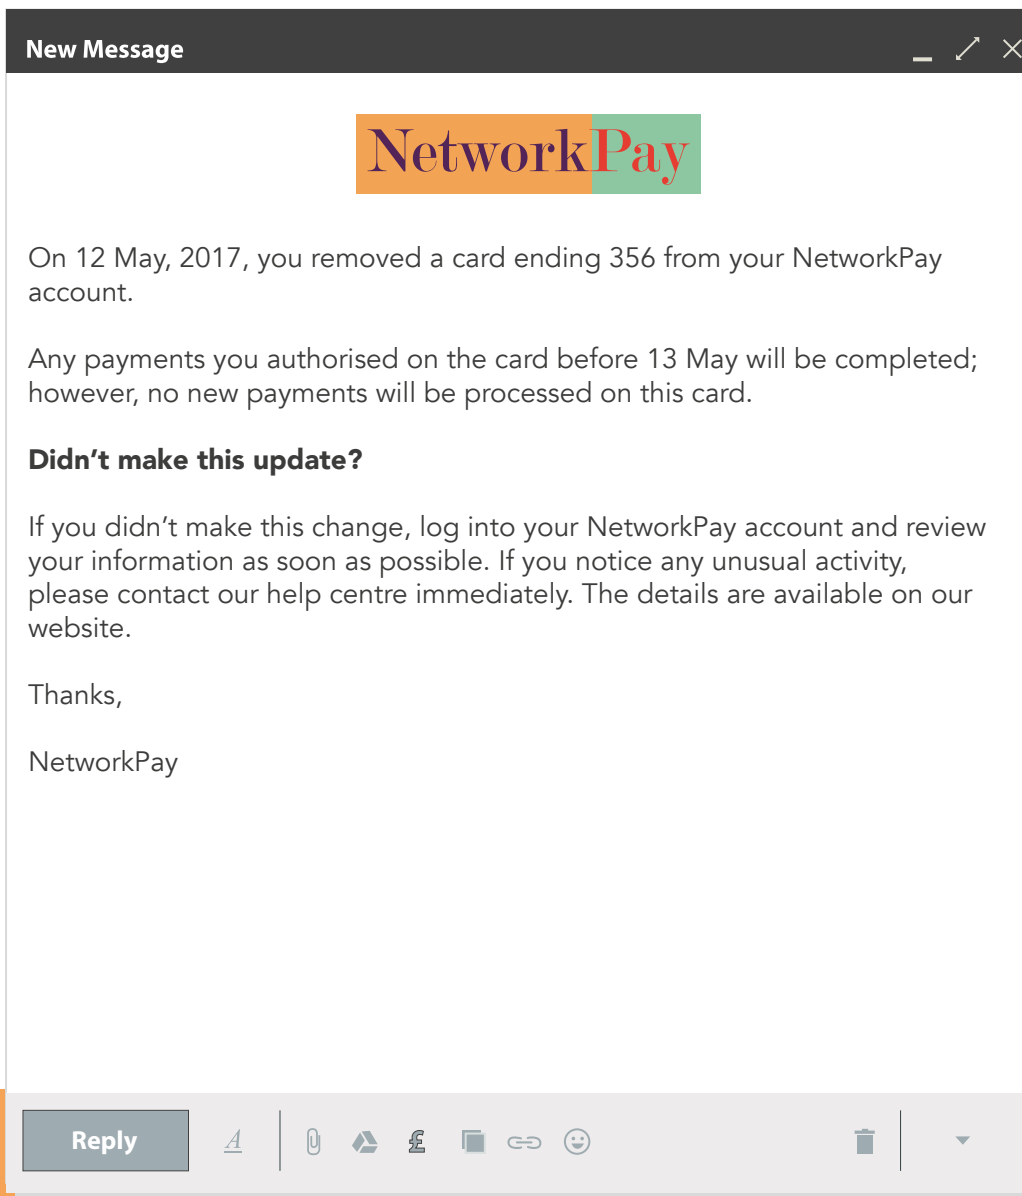 New Message
NetworkPay
On 12 May, 2017, you removed a card ending 356 from your NetworkPay
account.
Any payments you authorised on the card before 13 May will be completed;
however, no new payments will be processed on this card.
Didn’t make this update?
If you didn’t make this change, log into your NetworkPay account and review
your information as soon as possible. If you notice any unusual activity,
please contact our help centre immediately. The details are available on our
website.
Thanks,
NetworkPay
Reply A £